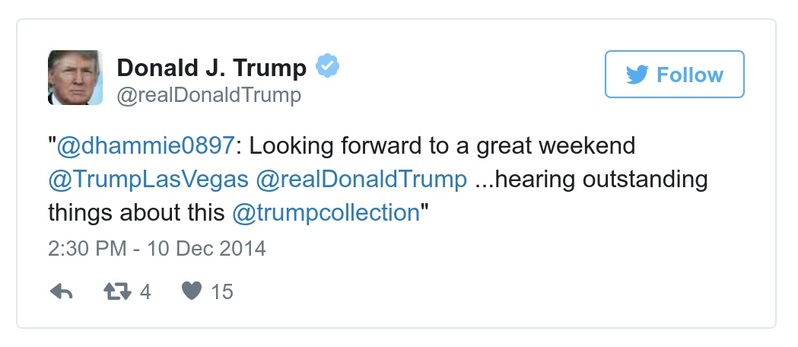 Donald J. Trump
@realDonaldTrump
Follow
"@dhammie0897: Looking forward to a great weekend
@TrumpLasVegas @realDonaldTrump ...hearing outstanding
things about this @trumpcollection"
2:30 PM - 10 Dec 2014
4 15